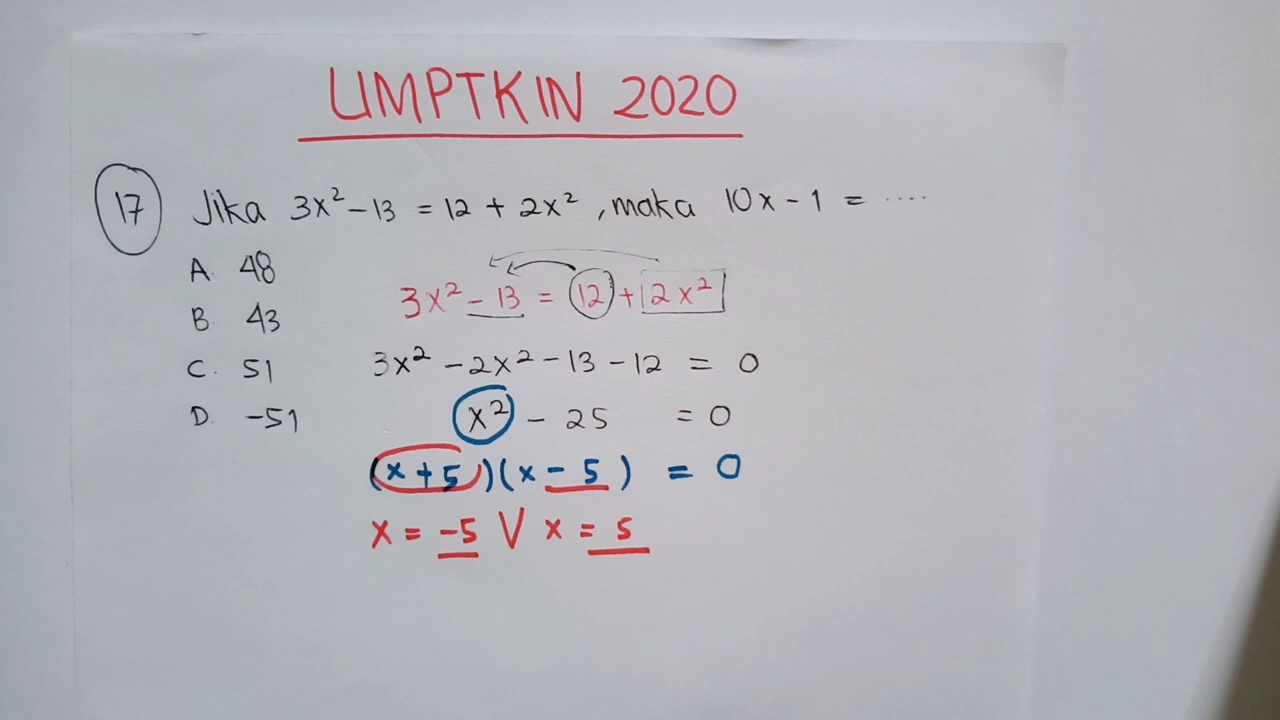 UMPTKIN 2020
17 Jika 3x² - 13 = 12 + 2x² , maka 10x - 1 = ....
A. 48
B. 43
C. 51
D. -51
3x² - 13 = 12 + 2x²
3x² - 2x² - 13 - 12 = 0
x² - 25 = 0
(x + 5)(x - 5) = 0
x = -5 V x = 5